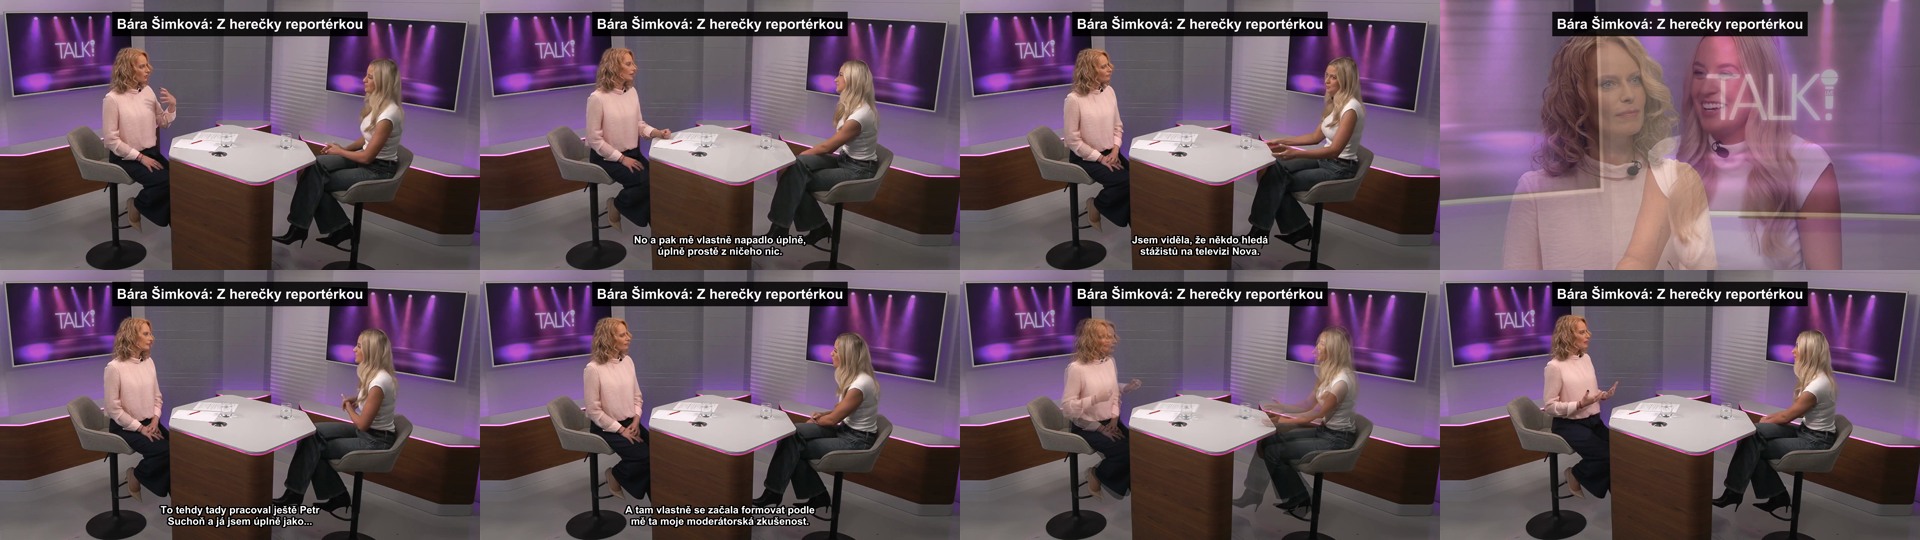 Bára Šimková: Z herečky reportérkou
TALK!
Bára Šimková: Z herečky reportérkou
TALK!
No a pak mě vlastně napadlo úplně,
úplně prostě z ničeho nic.
Bára Šimková: Z herečky reportérkou
TALK!
Jsem viděla, že někdo hledá
stážistů na televizi Nova.
Bára Šimková: Z herečky reportérkou
TALK!
Bára Šimková: Z herečky reportérkou
TALK!
To tehdy tady pracoval ještě Petr
Suchoň a já jsem úplně jako...
Bára Šimková: Z herečky reportérkou
TALK!
A tam vlastně se začala formovat podle
mě ta moje moderátorská zkušenost.
Bára Šimková: Z herečky reportérkou
TALK!
Bára Šimková: Z herečky reportérkou
TALK!